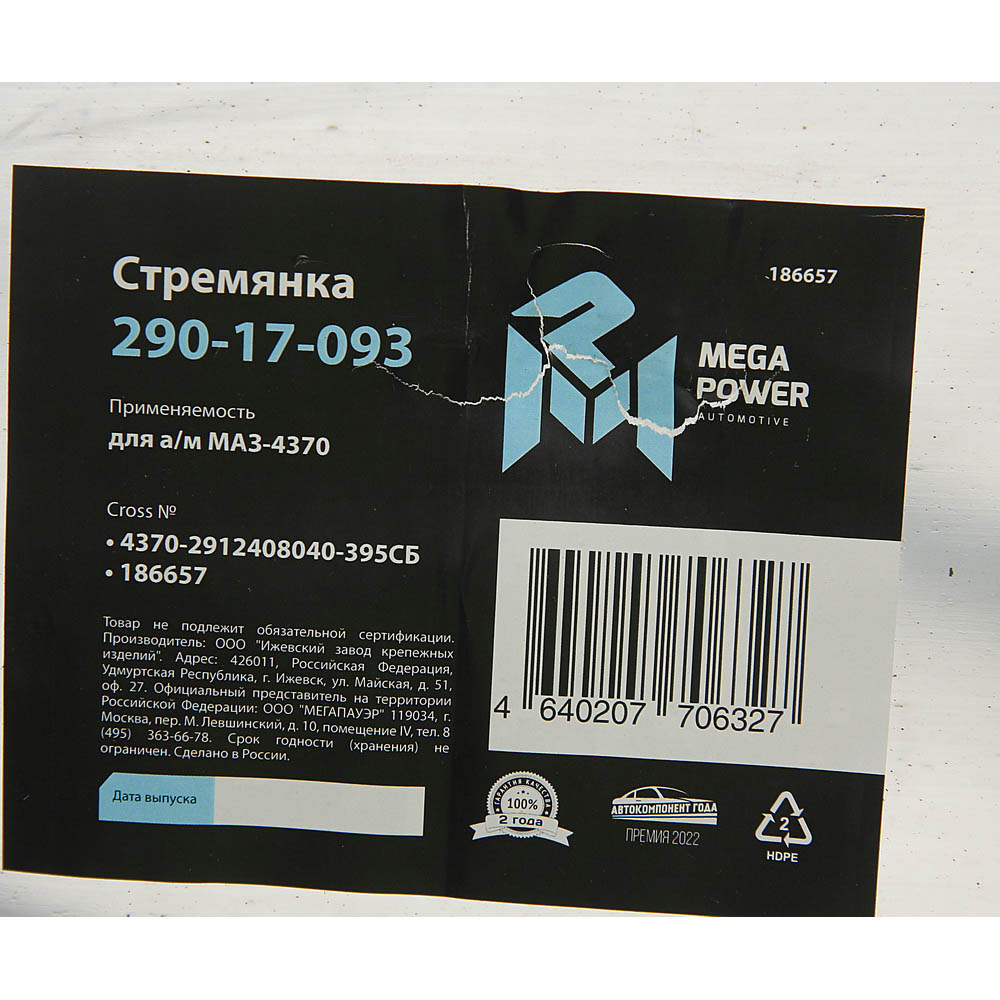 Стремянка
290-17-093
Применяемость
для а/м МАЗ-4370
Cross №
• 4370-2912408040-395СБ
• 186657
Товар не подлежит обязательной сертификации.
Производитель: ООО "Ижевский завод крепежных
изделий". Адрес: 426011, Российская Федерация,
Удмуртская Республика, г. Ижевск, ул. Майская, д. 51,
оф. 27. Официальный представитель на территории
Российской Федерации: ООО "МЕГАПАУЭР" 119034, г.
Москва, пер. М. Левшинский, д. 10, помещение IV, тел. 8
(495) 363-66-78. Срок годности (хранения) не
ограничен. Сделано в России.
Дата выпуска
186657
MEGA
POWER
AUTOMOTIVE
4 640207 706327
ГАРАНТИЯ КАЧЕСТВА
100%
2 года
АВТОКОМПОНЕНТ ГОДА
ПРЕМИЯ 2022
2
HDPE